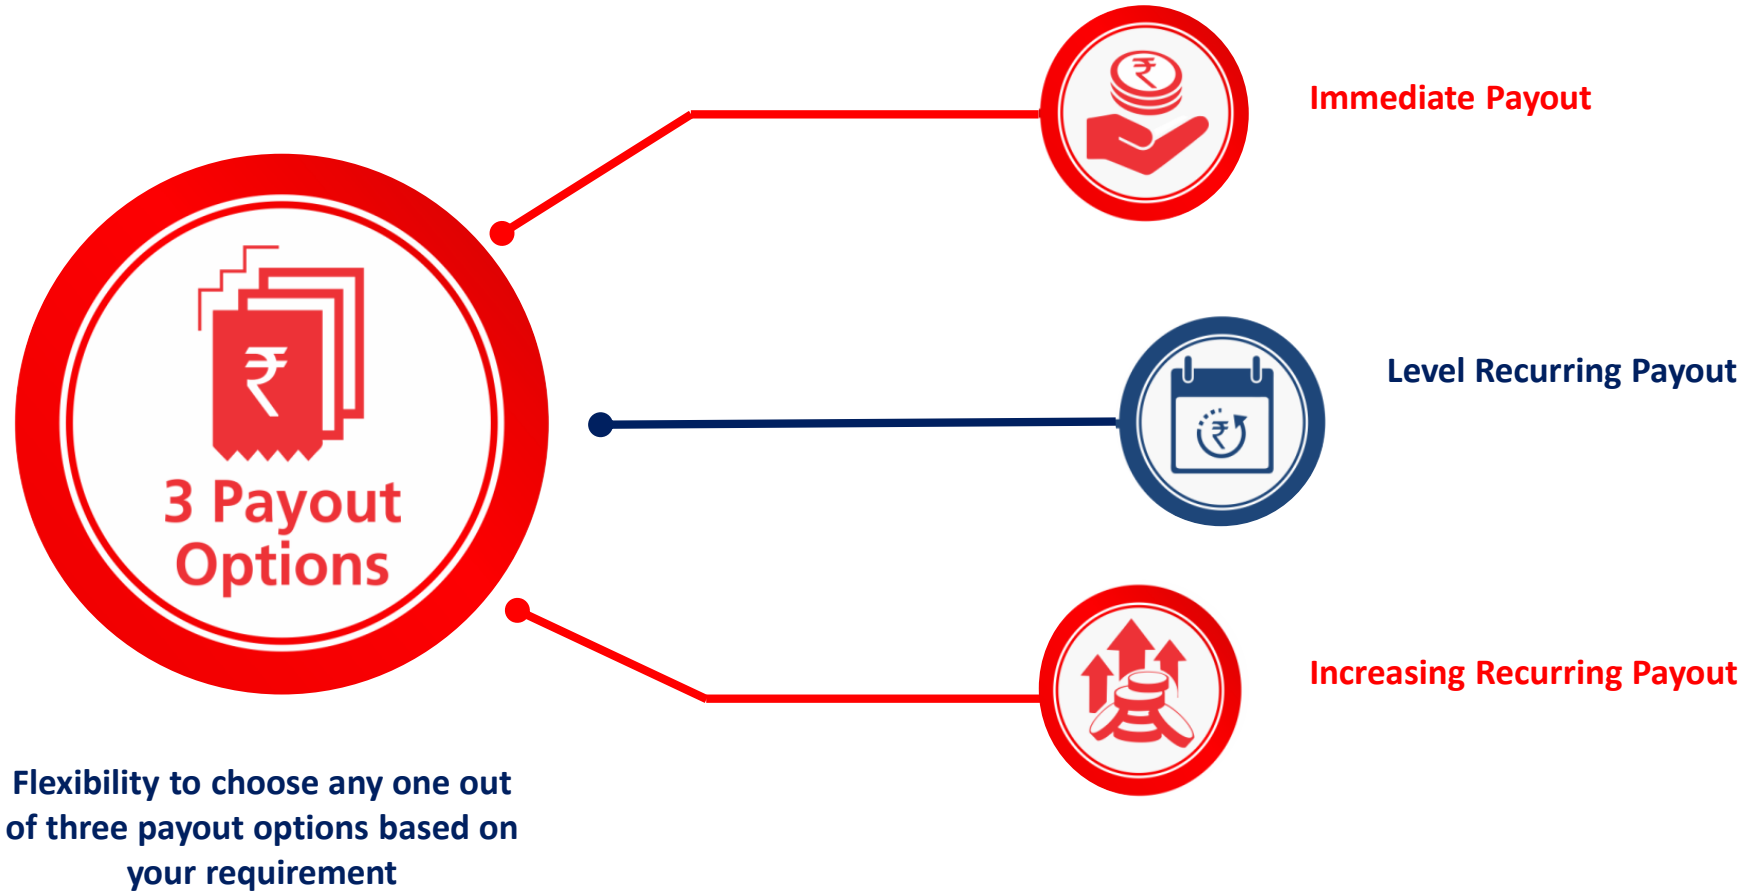 ₹
3 Payout
Options
Flexibility to choose any one out
of three payout options based on
your requirement
₹
Immediate Payout
₹
Level Recurring Payout
Increasing Recurring Payout